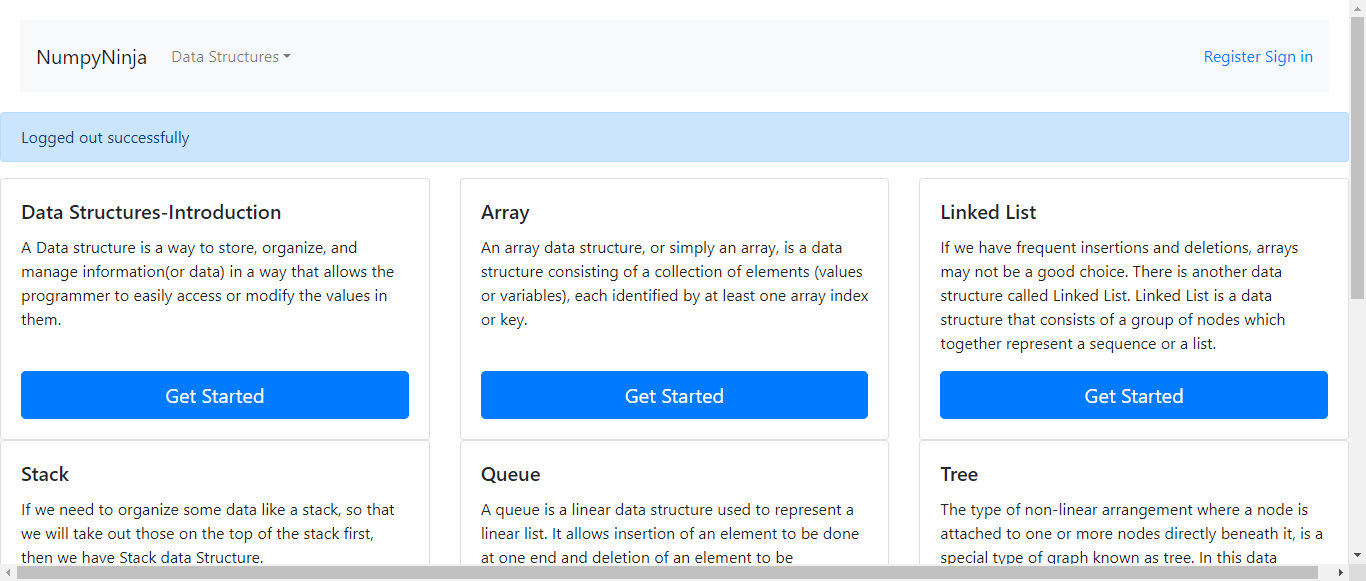 NumpyNinja Data Structures Register Sign in
Logged out successfully
Data Structures-Introduction
A Data structure is a way to store, organize, and
manage information(or data) in a way that allows the
programmer to easily access or modify the values in
them.
Get Started
Array
An array data structure, or simply an array, is a data
structure consisting of a collection of elements (values
or variables), each identified by at least one array index
or key.
Get Started
Linked List
If we have frequent insertions and deletions, arrays
may not be a good choice. There is another data
structure called Linked List. Linked List is a data
structure that consists of a group of nodes which
together represent a sequence or a list.
Get Started
Stack
If we need to organize some data like a stack, so that
we will take out those on the top of the stack first,
then we have Stack data Structure.
Queue
A queue is a linear data structure used to represent a
linear list. It allows insertion of an element to be done
at one end and deletion of an element to be
Tree
The type of non-linear arrangement where a node is
attached to one or more nodes directly beneath it, is a
special type of graph known as tree. In this data